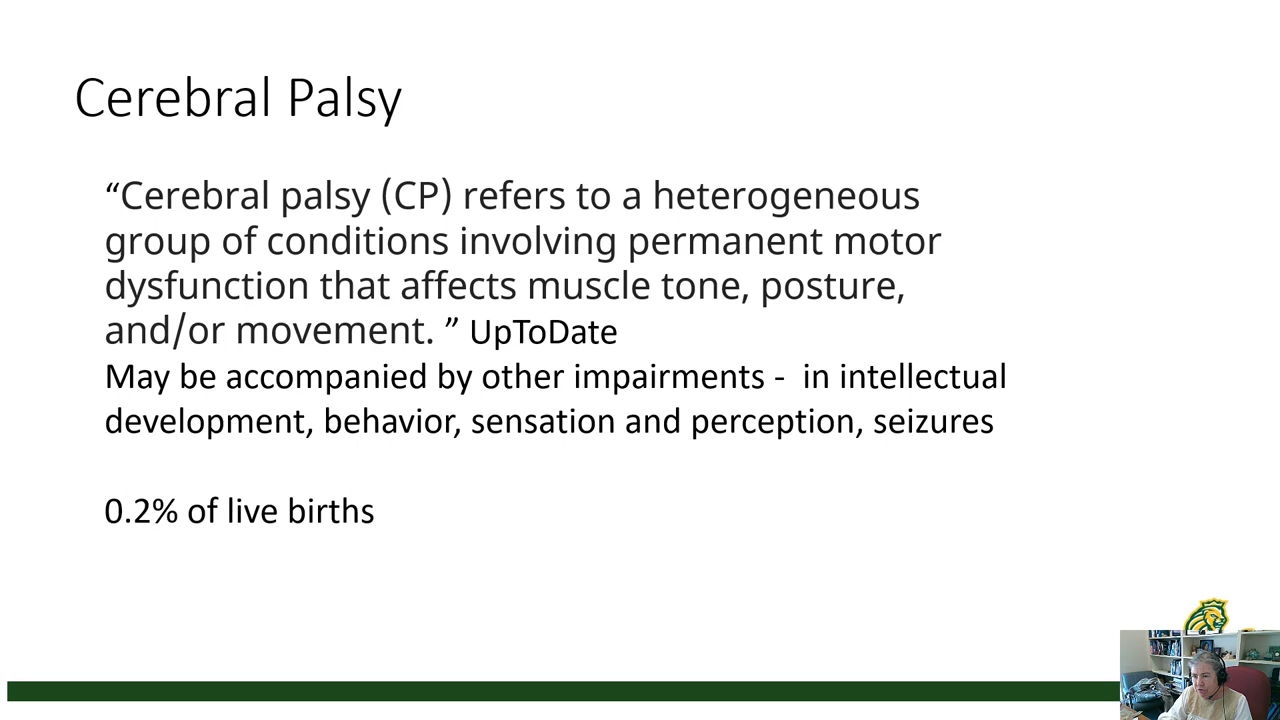 Cerebral Palsy
“Cerebral palsy (CP) refers to a heterogeneous
group of conditions involving permanent motor
dysfunction that affects muscle tone, posture,
and/or movement. ” UpToDate
May be accompanied by other impairments -  in intellectual
development, behavior, sensation and perception, seizures
0.2% of live births